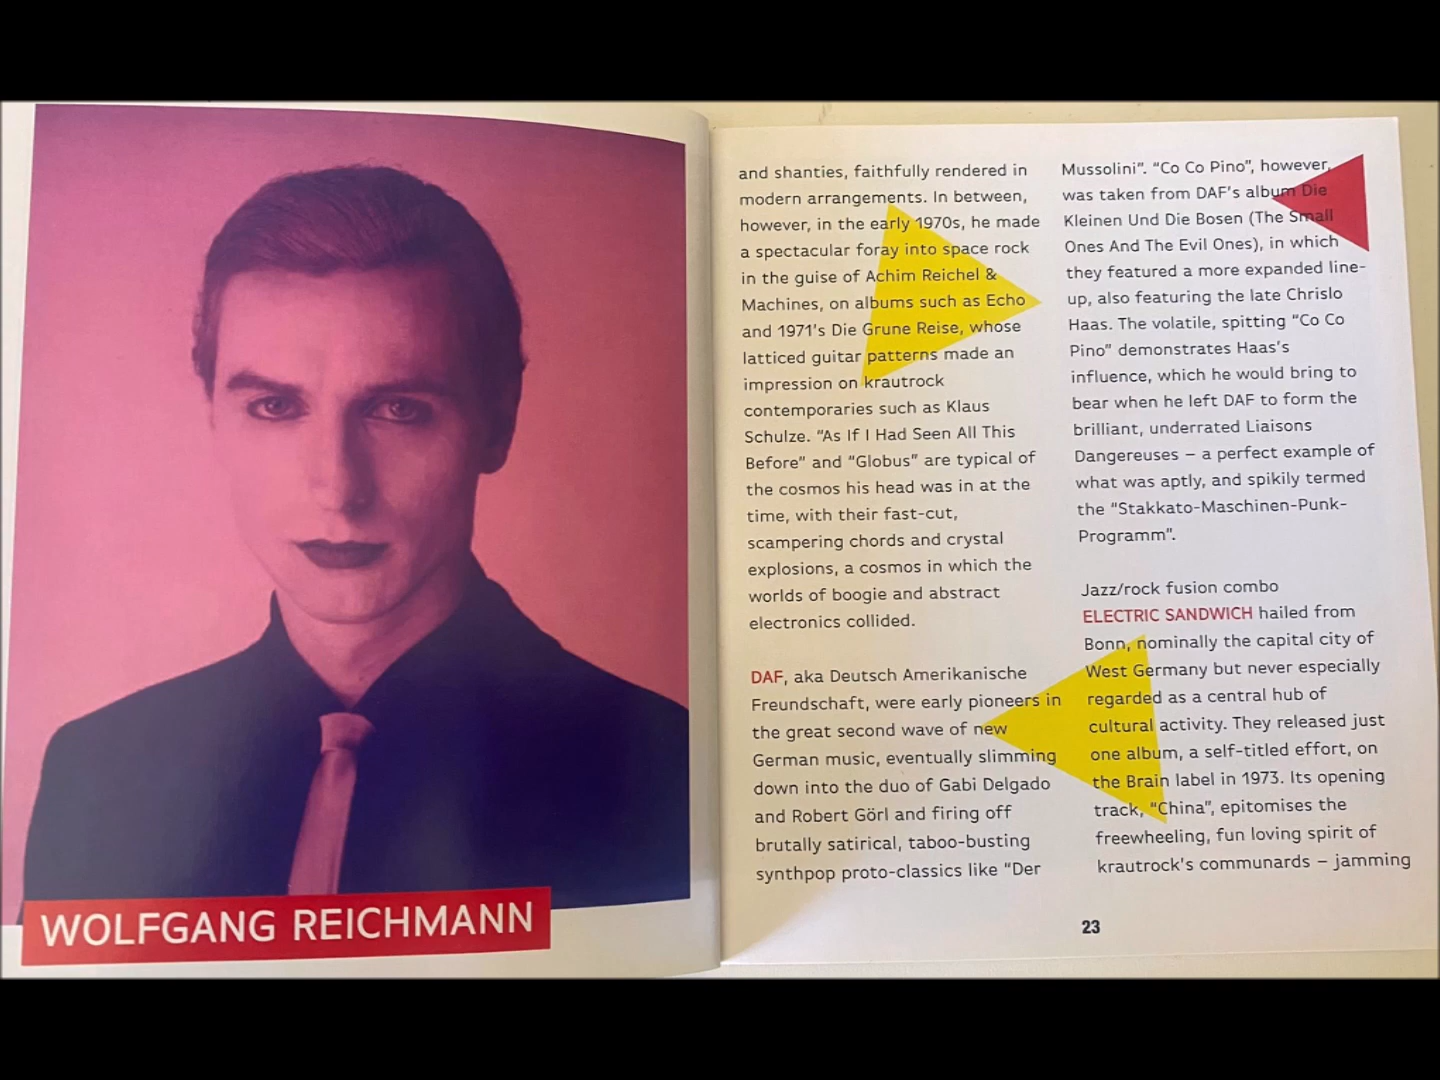 WOLFGANG REICHMANN
and shanties, faithfully rendered in
modern arrangements. In between,
however, in the early 1970s, he made
a spectacular foray into space rock
in the guise of Achim Reichel &
Machines, on albums such as Echo
and 1971's Die Grune Reise, whose
latticed guitar patterns made an
impression on krautrock
contemporaries such as Klaus
Schulze. "As If I Had Seen All This
Before" and "Globus" are typical of
the cosmos his head was in at the
time, with their fast-cut,
scampering chords and crystal
explosions, a cosmos in which the
worlds of boogie and abstract
electronics collided.
DAF, aka Deutsch Amerikanische
Freundschaft, were early pioneers in
the great second wave of new
German music, eventually slimming
down into the duo of Gabi Delgado
and Robert Görl and firing off
brutally satirical, taboo-busting
synthpop proto-classics like "Der
Mussolini". "Co Co Pino", however,
was taken from DAF's album Die
Kleinen Und Die Bosen (The Small
Ones And The Evil Ones), in which
they featured a more expanded line-
up, also featuring the late Chrislo
Haas. The volatile, spitting "Co Co
Pino" demonstrates Haas's
influence, which he would bring to
bear when he left DAF to form the
brilliant, underrated Liaisons
Dangereuses – a perfect example of
what was aptly, and spikily termed
the "Stakkato-Maschinen-Punk-
Programm".
Jazz/rock fusion combo
ELECTRIC SANDWICH hailed from
Bonn, nominally the capital city of
West Germany but never especially
regarded as a central hub of
cultural activity. They released just
one album, a self-titled effort, on
the Brain label in 1973. Its opening
track, "China", epitomises the
freewheeling, fun loving spirit of
krautrock's communards – jamming
23